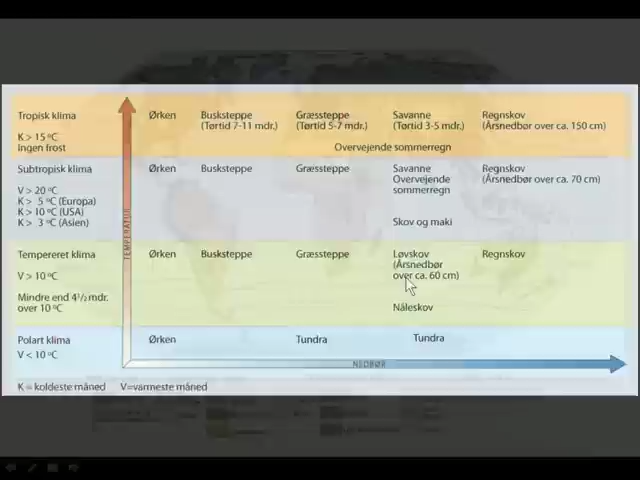 Tropisk klima
K > 15 ºC
Ingen frost
Ørken
Busksteppe
(Tørtid 7-11 mdr.)
Græssteppe
(Tørtid 5-7 mdr.)
Savanne
(Tørtid 3-5 mdr.)
Regnskov
(Årsnedbør over ca. 150 cm)
Overvejende somnerregn
Subtropisk klima
V > 20 ºC
K > 5 ºC (Europa)
K > 10 ºC (USA)
K > 3 ºC (Asien)
Ørken
Busksteppe
Græssteppe
Savanne
Overvejende
sommerregn
Skov og maki
Regnskov
(Årsnedbør over ca. 70 cm)
Tempereret klima
V > 10 ºC
Mindre end 4½ mdr.
over 10 ºC
Ørken
Busksteppe
Græssteppe
Løvskov
(Årsnedbør
over ca. 60 cm)
Nåleskov
Regnskov
Polart klima
V < 10 ºC
Ørken
Tundra
Tundra
TEMPERATUR
NEDBØR
K = koldeste måned V=varmeste måned